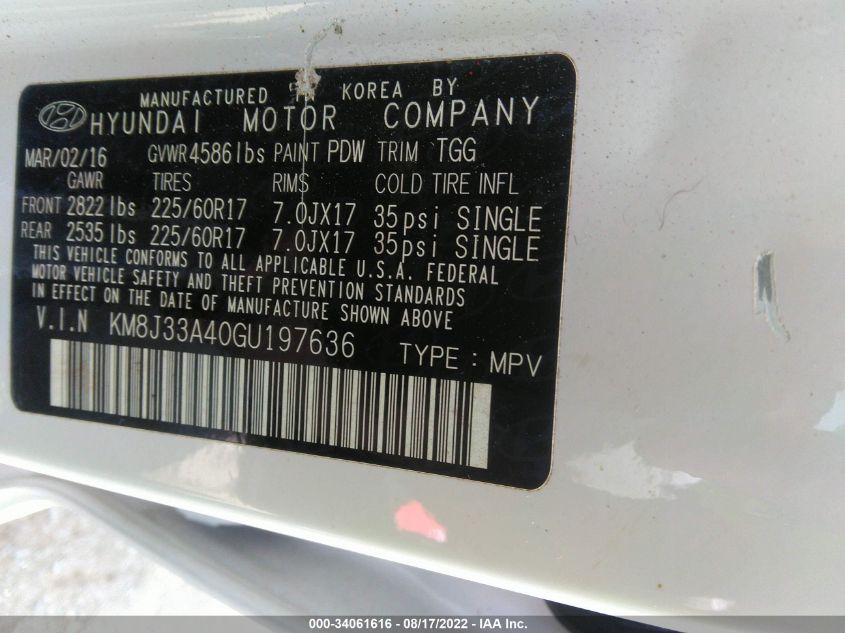 MANUFACTURED IN KOREA BY
HYUNDAI MOTOR COMPANY
MAR/02/16 GVWR 4586 lbs PAINT PDW TRIM TGG
GAWR TIRES RIMS COLD TIRE INFL
FRONT 2822 lbs 225/60R17 7.0JX17 35psi SINGLE
REAR 2535 lbs 225/60R17 7.0JX17 35psi SINGLE
THIS VEHICLE CONFORMS TO ALL APPLICABLE U.S.A. FEDERAL
MOTOR VEHICLE SAFETY AND THEFT PREVENTION STANDARDS
IN EFFECT ON THE DATE OF MANUFACTURE SHOWN ABOVE
V.I.N KM8J33A40GU197636 TYPE : MPV
000-34061616 - 08/17/2022 - IAA Inc.